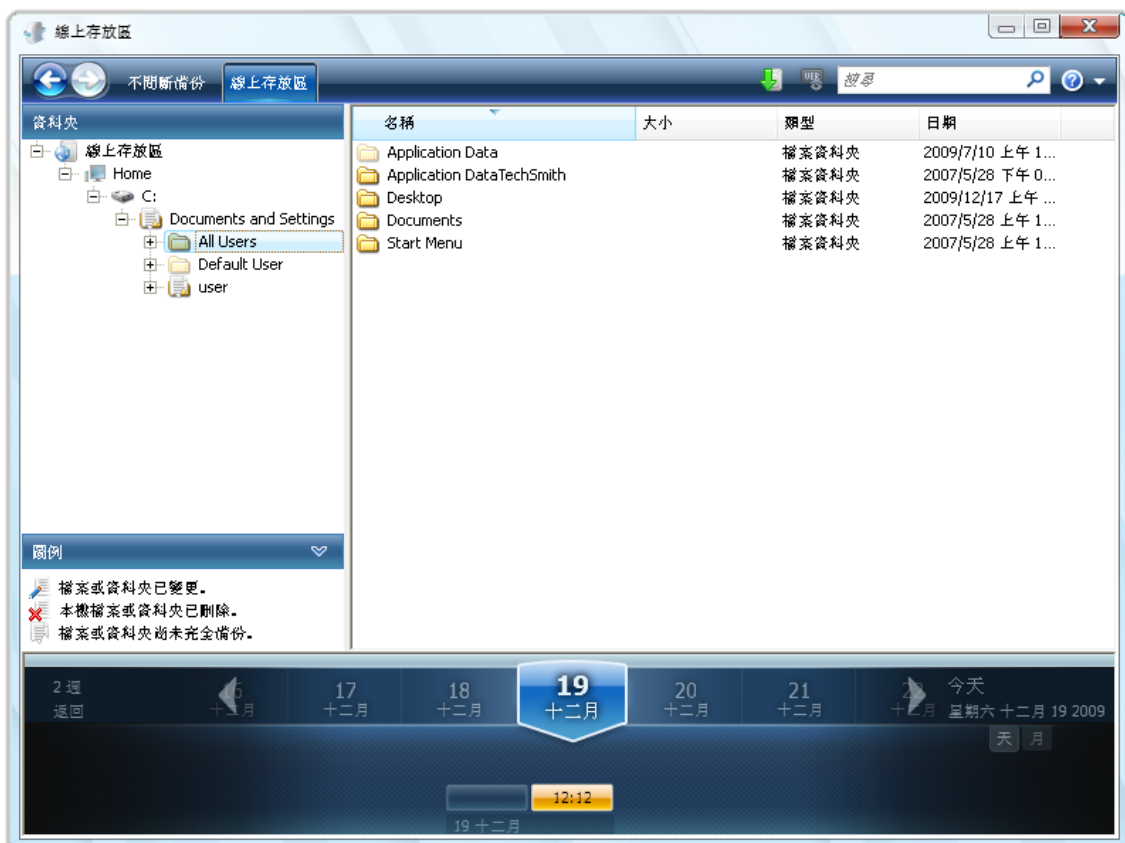 線上存放區
不間斷備份 線上存放區 VER 搜尋
資料夾
線上存放區
Home
C:
Documents and Settings
All Users
Default User
user
名稱 大小 類型 日期
Application Data 檔案資料夾 2009/7/10 上午 1...
Application DataTechSmith 檔案資料夾 2007/5/28 下午 0...
Desktop 檔案資料夾 2009/12/17 上午 ...
Documents 檔案資料夾 2007/5/28 上午 1...
Start Menu 檔案資料夾 2007/5/28 上午 1...
圖例
檔案或資料夾已變更。
本機檔案或資料夾已刪除。
檔案或資料夾尚未完全備份。
2 週
返回
16
十二月
17
十二月
18
十二月
19
十二月
20
十二月
21
十二月
22
十二月
今天
星期六 十二月 19 2009
天 月
12:12
19 十二月